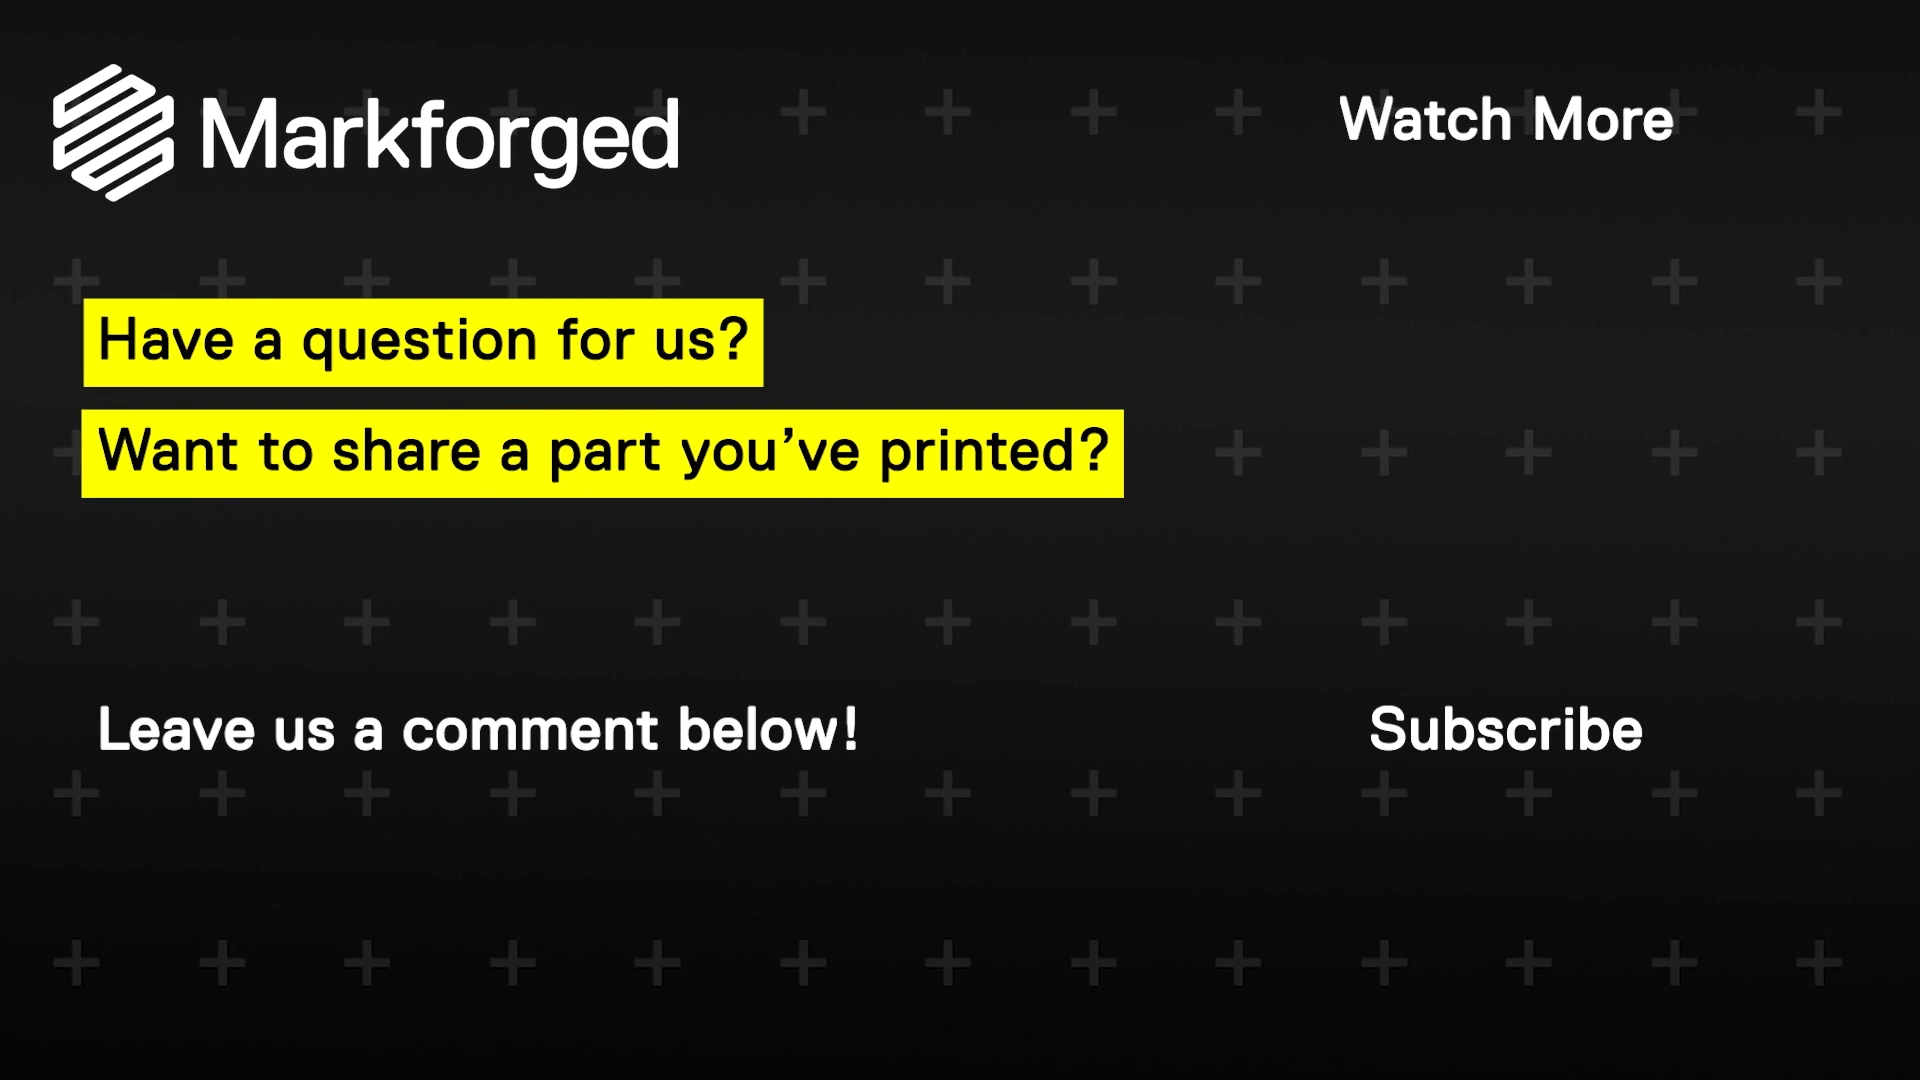 Markforged
Watch More
Have a question for us?
Want to share a part you’ve printed?
Leave us a comment below!
Subscribe